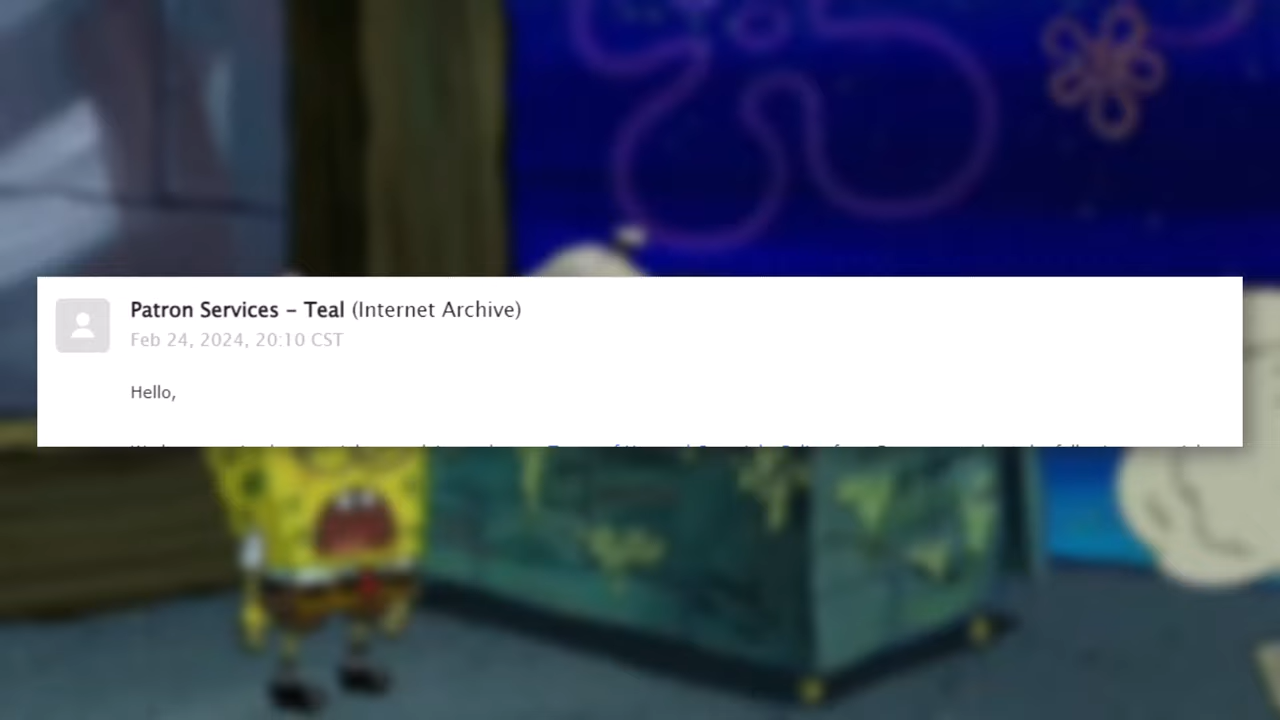 Patron Services – Teal (Internet Archive)
Feb 24, 2024, 20:10 CST
Hello,